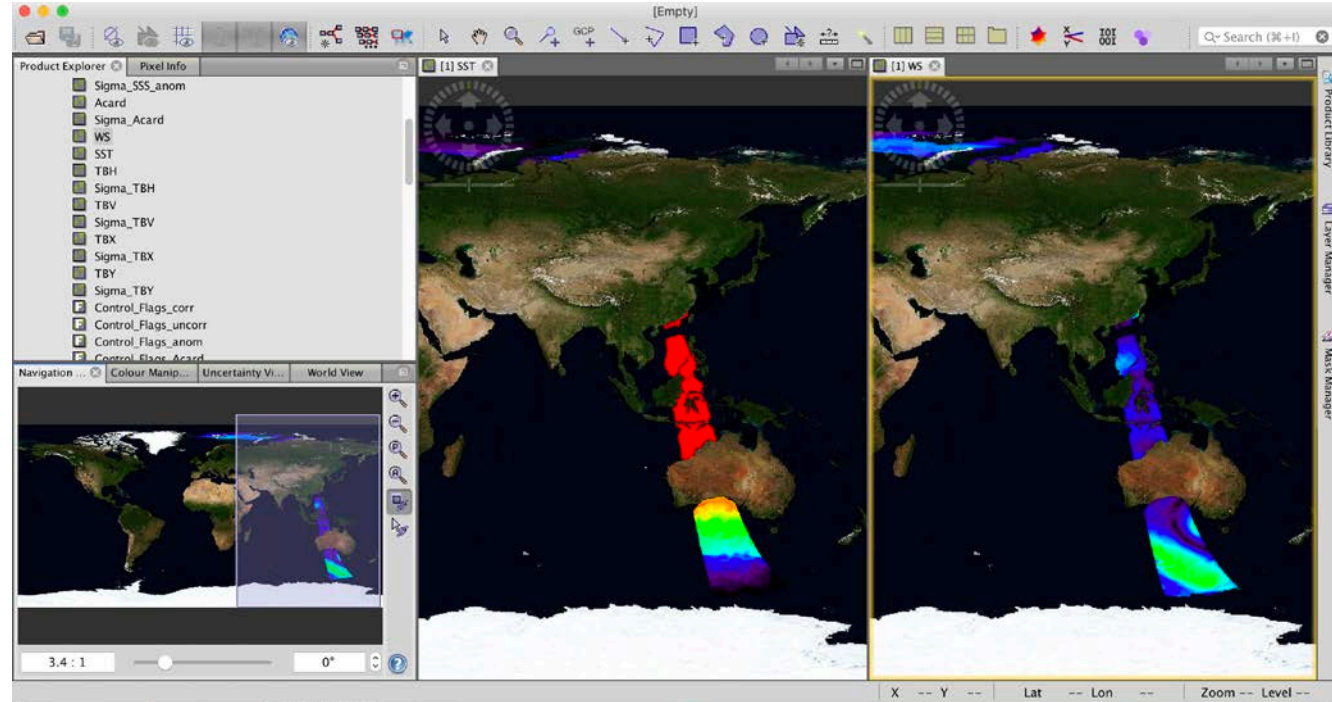 [Empty]
GCP
Search (⌘+I)
Product Explorer
Pixel Info
[1] SST
[1] WS
Sigma_SSS_anom
Acard
Sigma_Acard
WS
SST
TBH
Sigma_TBH
TBV
Sigma_TBV
TBX
Sigma_TBX
TBY
Sigma_TBY
Control_Flags_corr
Control_Flags_uncorr
Control_Flags_anom
Control_Flags_Acard
Product Library
Layer Manager
Mask Manager
Navigation ...
Colour Manip...
Uncertainty Vi...
World View
3.4 : 1
0°
X -- Y -- Lat -- Lon -- Zoom -- Level --